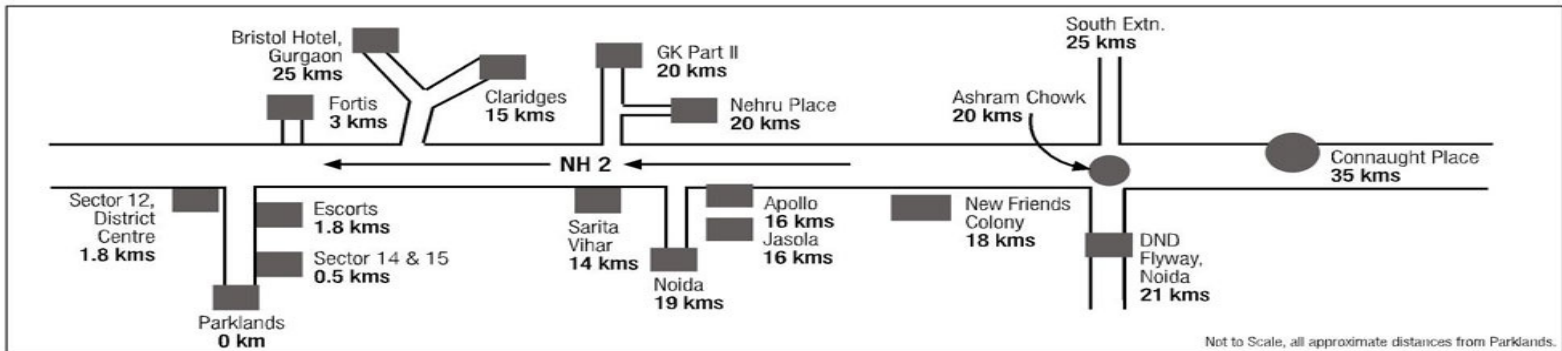 Bristol Hotel,
Gurgaon
25 kms
Fortis
3 kms
Claridges
15 kms
GK Part II
20 kms
Nehru Place
20 kms
South Extn.
25 kms
Ashram Chowk
20 kms
NH 2
Connaught Place
35 kms
Sector 12,
District
Centre
1.8 kms
Escorts
1.8 kms
Sector 14 & 15
0.5 kms
Parklands
0 km
Sarita
Vihar
14 kms
Noida
19 kms
Apollo
16 kms
Jasola
16 kms
New Friends
Colony
18 kms
DND
Flyway,
Noida
21 kms
Not to Scale, all approximate distances from Parklands.